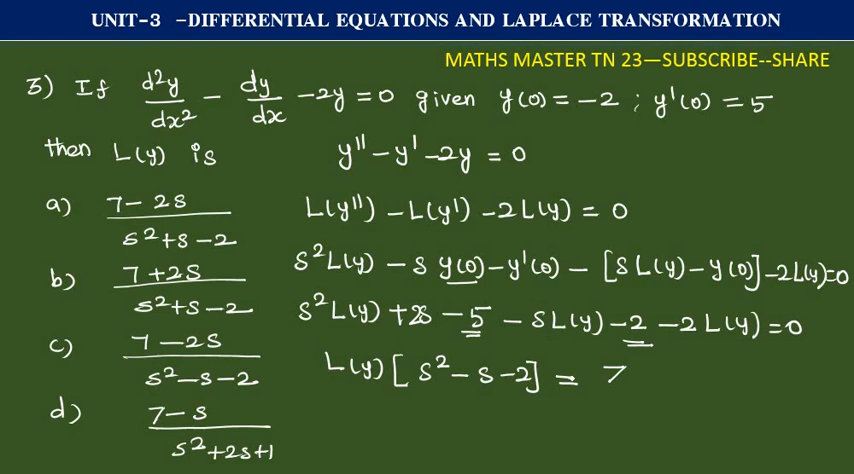 UNIT-3 –DIFFERENTIAL EQUATIONS AND LAPLACE TRANSFORMATION
MATHS MASTER TN 23—SUBSCRIBE--SHARE
3) If d²y/dx² – dy/dx – 2y = 0 given y(0) = -2 ; y'(0) = 5
then L(y) is
y'' – y' – 2y = 0
a) 7-2s / s²+s-2
L(y'') – L(y') – 2L(y) = 0
b) 7+2s / s²+s-2
s²L(y) – s y(0) – y'(0) – [sL(y) – y(0)] – 2L(y)=0
s²L(y) + 2s – 5 – sL(y) – 2 – 2L(y) = 0
c) 7-2s / s²-s-2
L(y) [s² – s – 2] = 7
d) 7-s / s²+2s+1